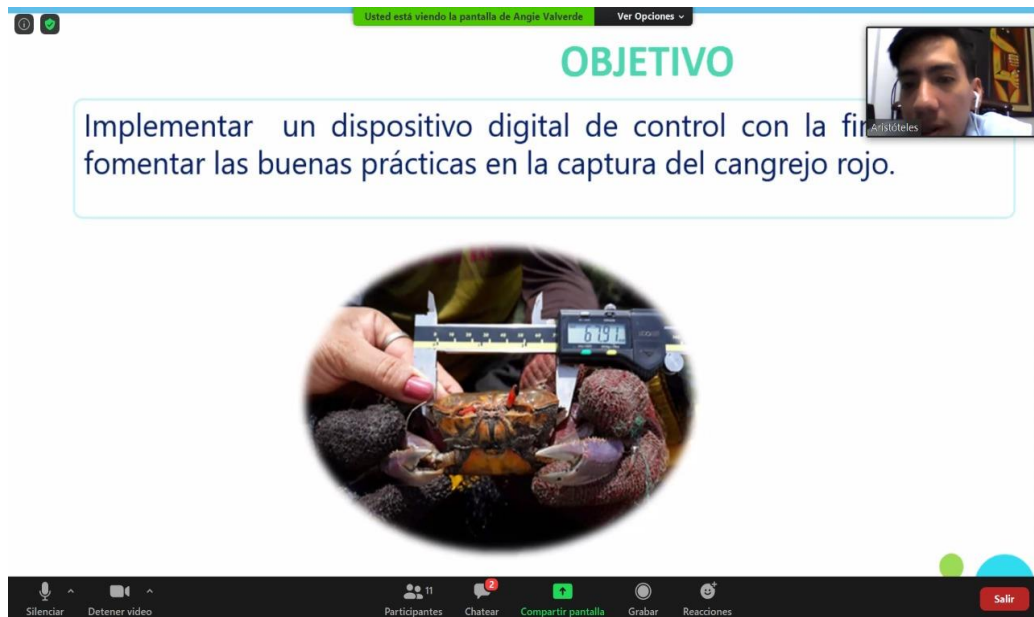 Usted está viendo la pantalla de Angie Valverde
Ver Opciones
OBJETIVO
Aristóteles
Implementar un dispositivo digital de control con la
fomentar las buenas prácticas en la captura del cangrejo rojo.
67.91
Silenciar
Detener video
11
Participantes
2
Chatear
Compartir pantalla
Grabar
Reacciones
Salir